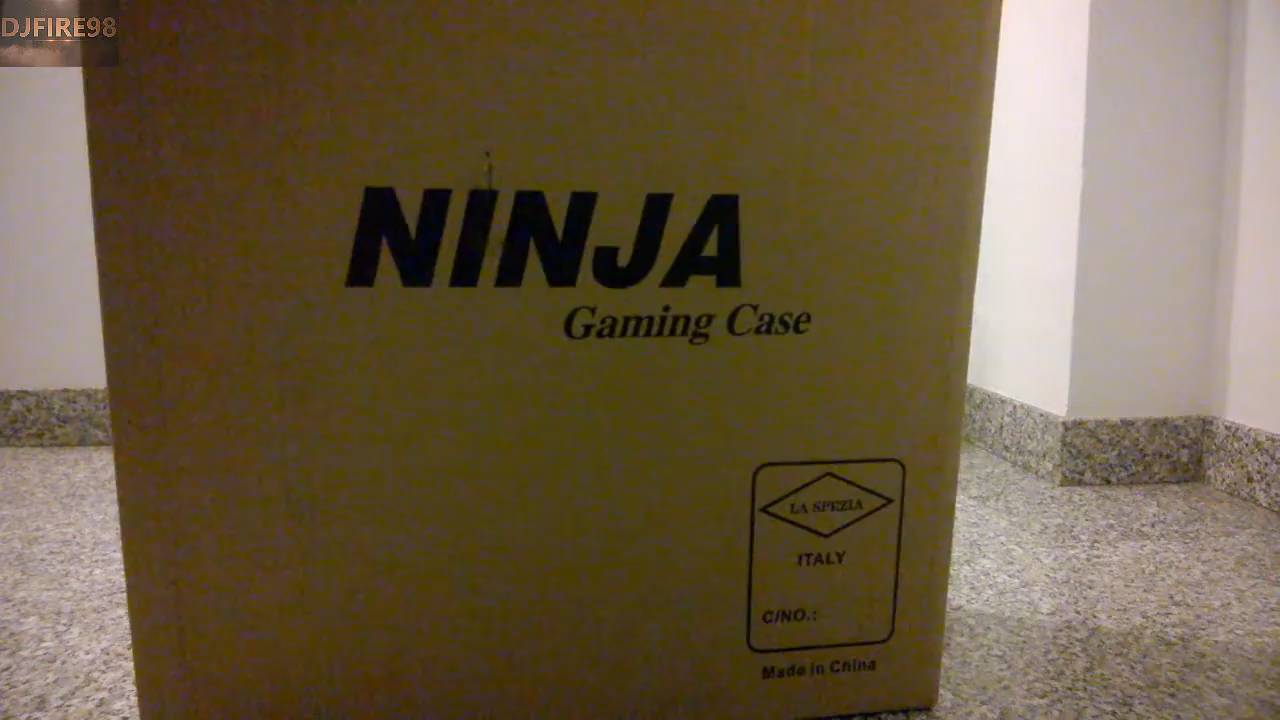 DJFIRE98
NINJA
Gaming Case
LA SPEZIA
ITALY
C/NO.:
Made in China